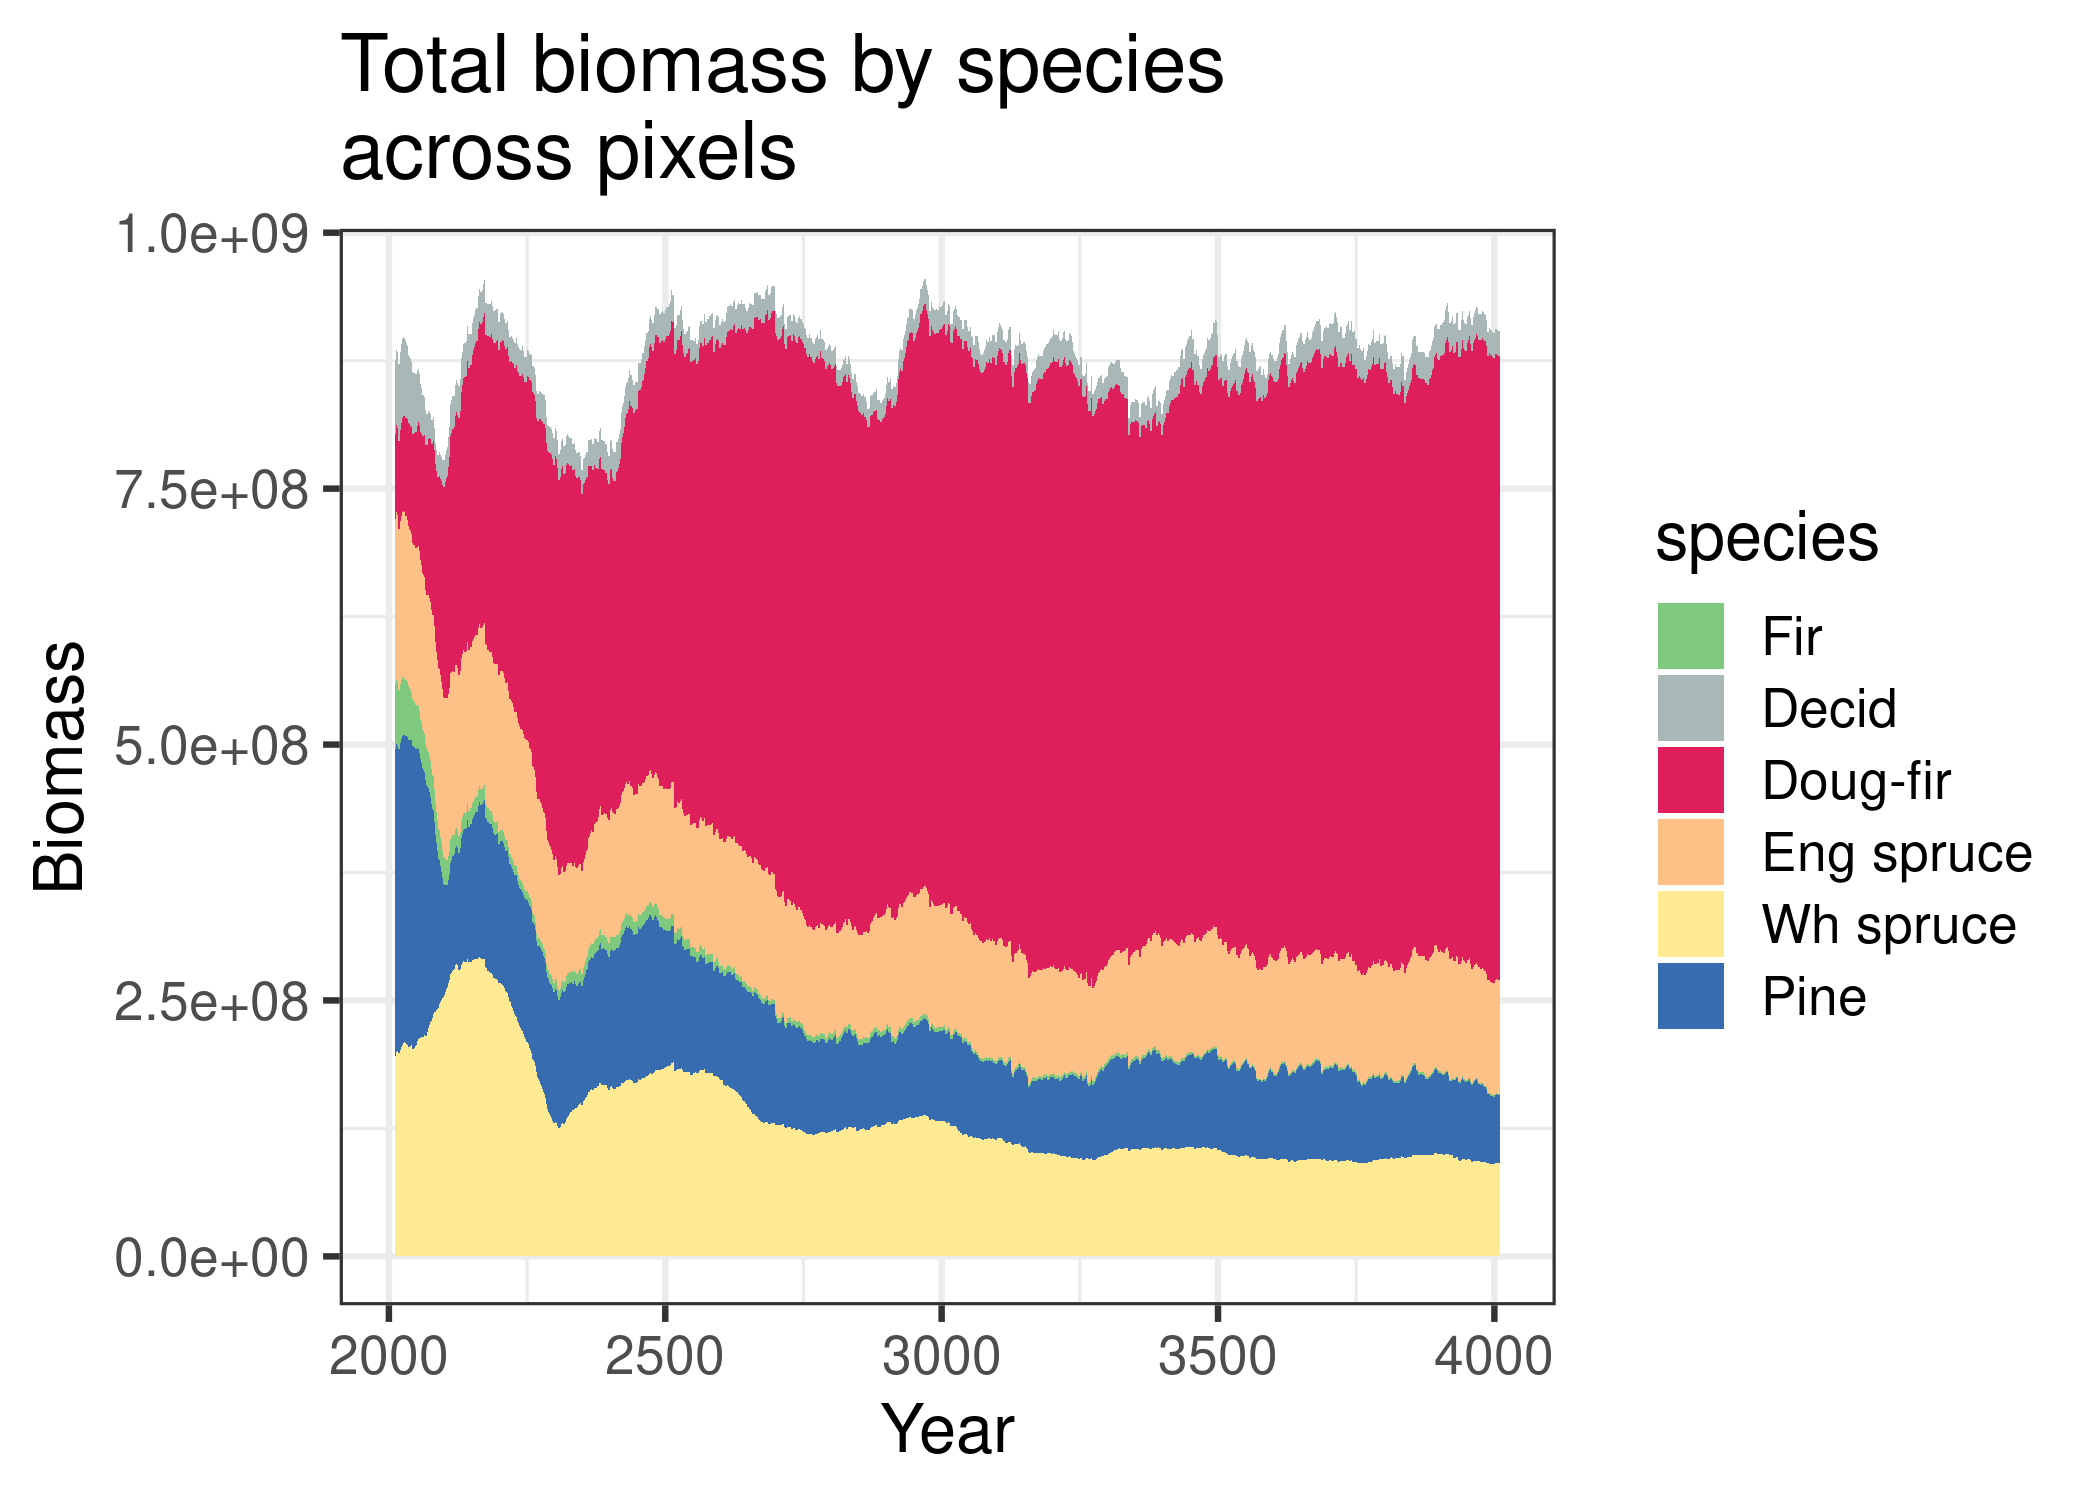 Total biomass by species
across pixels
1.0e+09
7.5e+08
5.0e+08
2.5e+08
0.0e+00
Biomass
2000 2500 3000 3500 4000
Year
species
Fir
Decid
Doug-fir
Eng spruce
Wh spruce
Pine